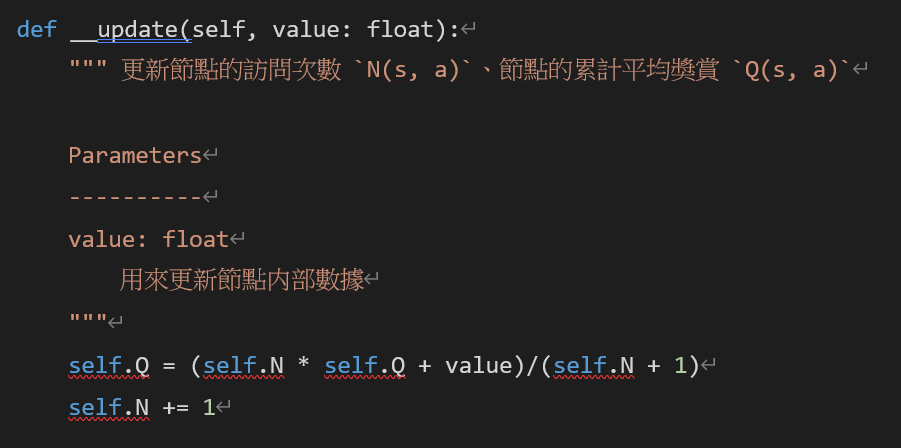 def __update(self, value: float):
""" 更新節點的訪問次數 `N(s, a)`、節點的累計平均獎賞 `Q(s, a)`
Parameters
----------
value: float
用來更新節點内部數據
"""
self.Q = (self.N * self.Q + value)/(self.N + 1)
self.N += 1